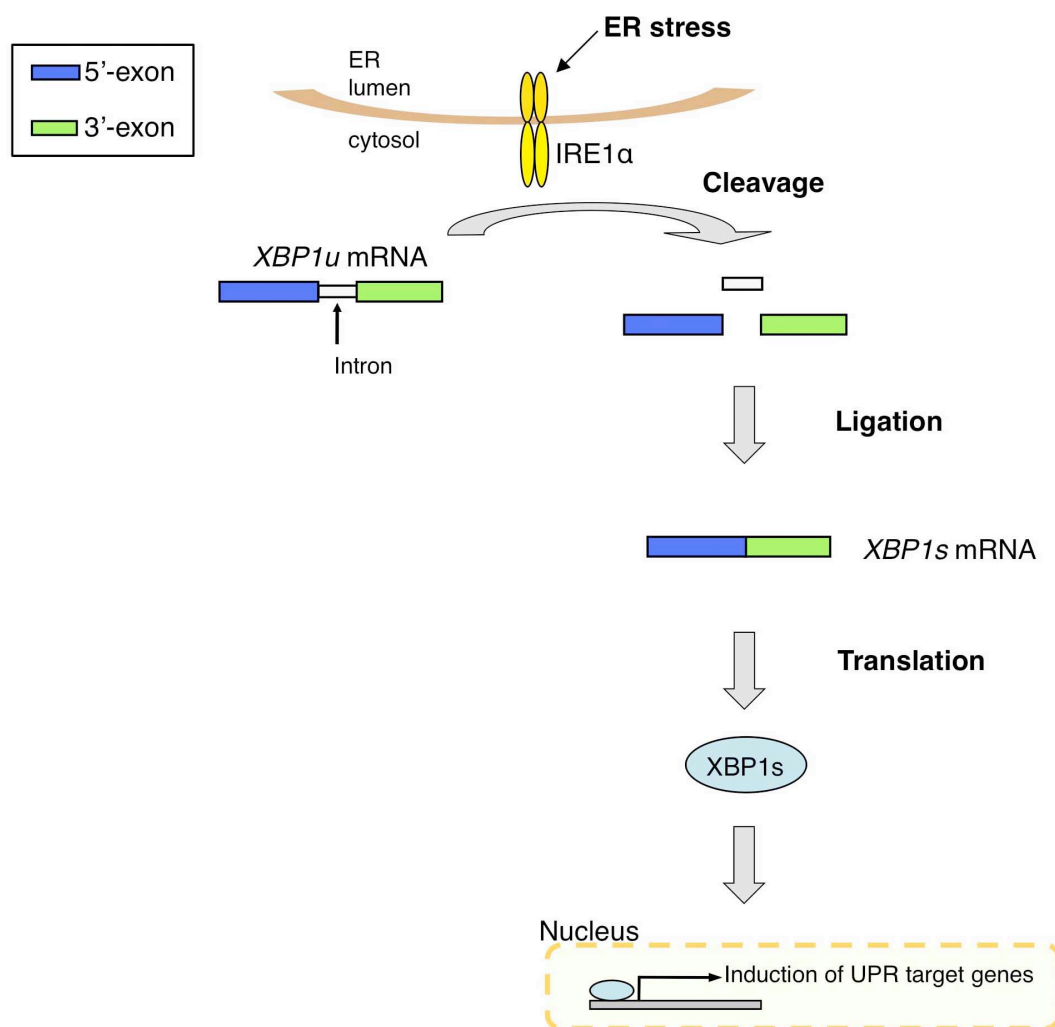 5’-exon
3’-exon
ER stress
ER
lumen
cytosol
IRE1α
Cleavage
XBP1u mRNA
Intron
Ligation
XBP1s mRNA
Translation
XBP1s
Nucleus
Induction of UPR target genes